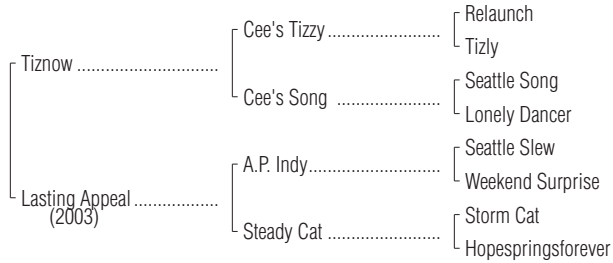 Relaunch
Cee's Tizzy
Tizly
Tiznow
Seattle Song
Cee's Song
Lonely Dancer
Seattle Slew
A.P. Indy
Weekend Surprise
Lasting Appeal
(2003)
Storm Cat
Steady Cat
Hopespringsforever